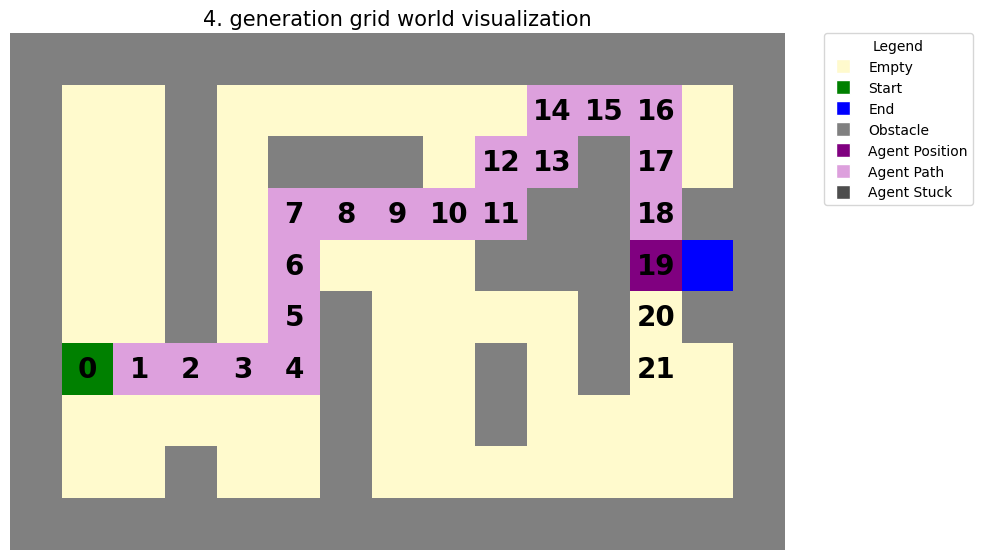 4. generation grid world visualization
14 15 16
12 13 17
7 8 9 10 11 18
6 19
5 20
0 1 2 3 4 21
Legend
Empty
Start
End
Obstacle
Agent Position
Agent Path
Agent Stuck